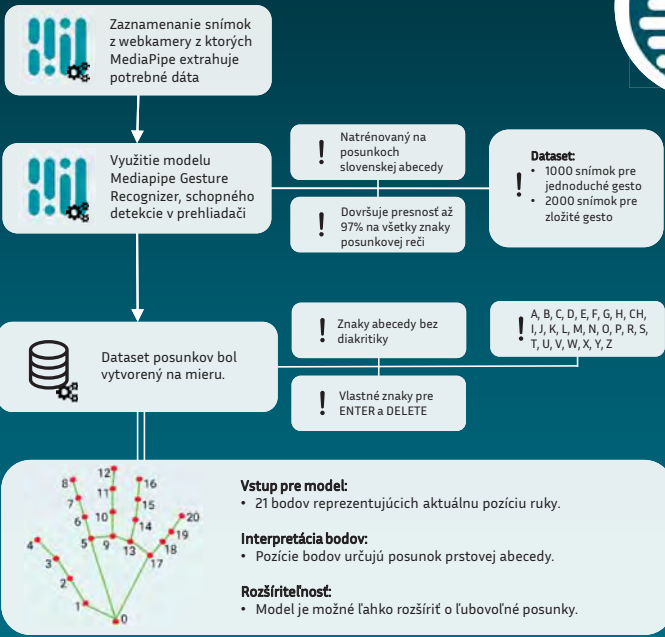 Zaznamenanie snímok
z webkamery z ktorých
MediaPipe extrahuje
potrebné dáta
Využitie modelu
Mediapipe Gesture
Recognizer, schopného
detekcie v prehliadači
!
Natrénovaný na
posunkoch
slovenskej abecedy
!
Dovršuje presnosť až
97% na všetky znaky
posunkovej reči
!
Dataset:
• 1000 snímok pre
jednoduché gesto
• 2000 snímok pre
zložité gesto
Dataset posunkov bol
vytvorený na mieru.
!
Znaky abecedy bez
diakritiky
!
Vlastné znaky pre
ENTER a DELETE
!
A, B, C, D, E, F, G, H, CH,
I, J, K, L, M, N, O, P, R, S,
T, U, V, W, X, Y, Z
12
8
16
11
7
15
20
6
10
14
19
4
5
9
13
18
3
17
2
1
0
Vstup pre model:
• 21 bodov reprezentujúcich aktuálnu pozíciu ruky.
Interpretácia bodov:
• Pozície bodov určujú posunok prstovej abecedy.
Rozšíriteľnosť:
• Model je možné ľahko rozšíriť o ľubovoľné posunky.